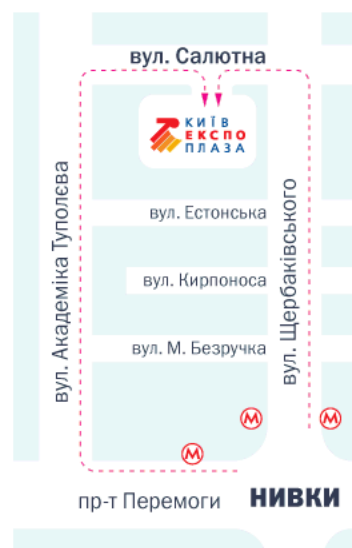 вул. Салютна
КИЇВ
ЕКСПО
ПЛАЗА
вул. Академіка Туполєва
вул. Щербаківського
вул. Естонська
вул. Кирпоноса
вул. М. Безручка
М
М
М
пр-т Перемоги
НИВКИ